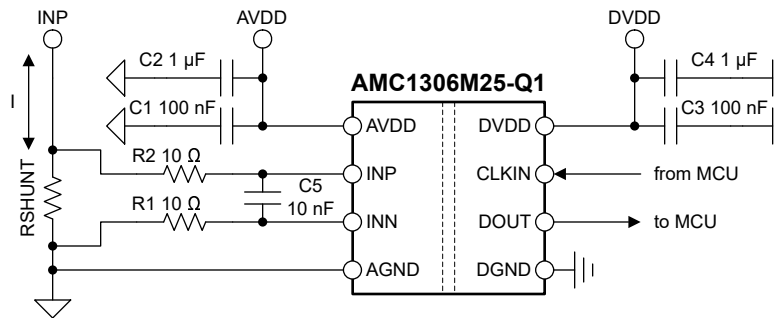 INP
AVDD
DVDD
C2 1 µF
C4 1 µF
AMC1306M25-Q1
C1 100 nF
C3 100 nF
I
AVDD
DVDD
R2 10 Ω
INP
CLKIN
from MCU
C5
10 nF
RSHUNT
R1 10 Ω
INN
DOUT
to MCU
AGND
DGND